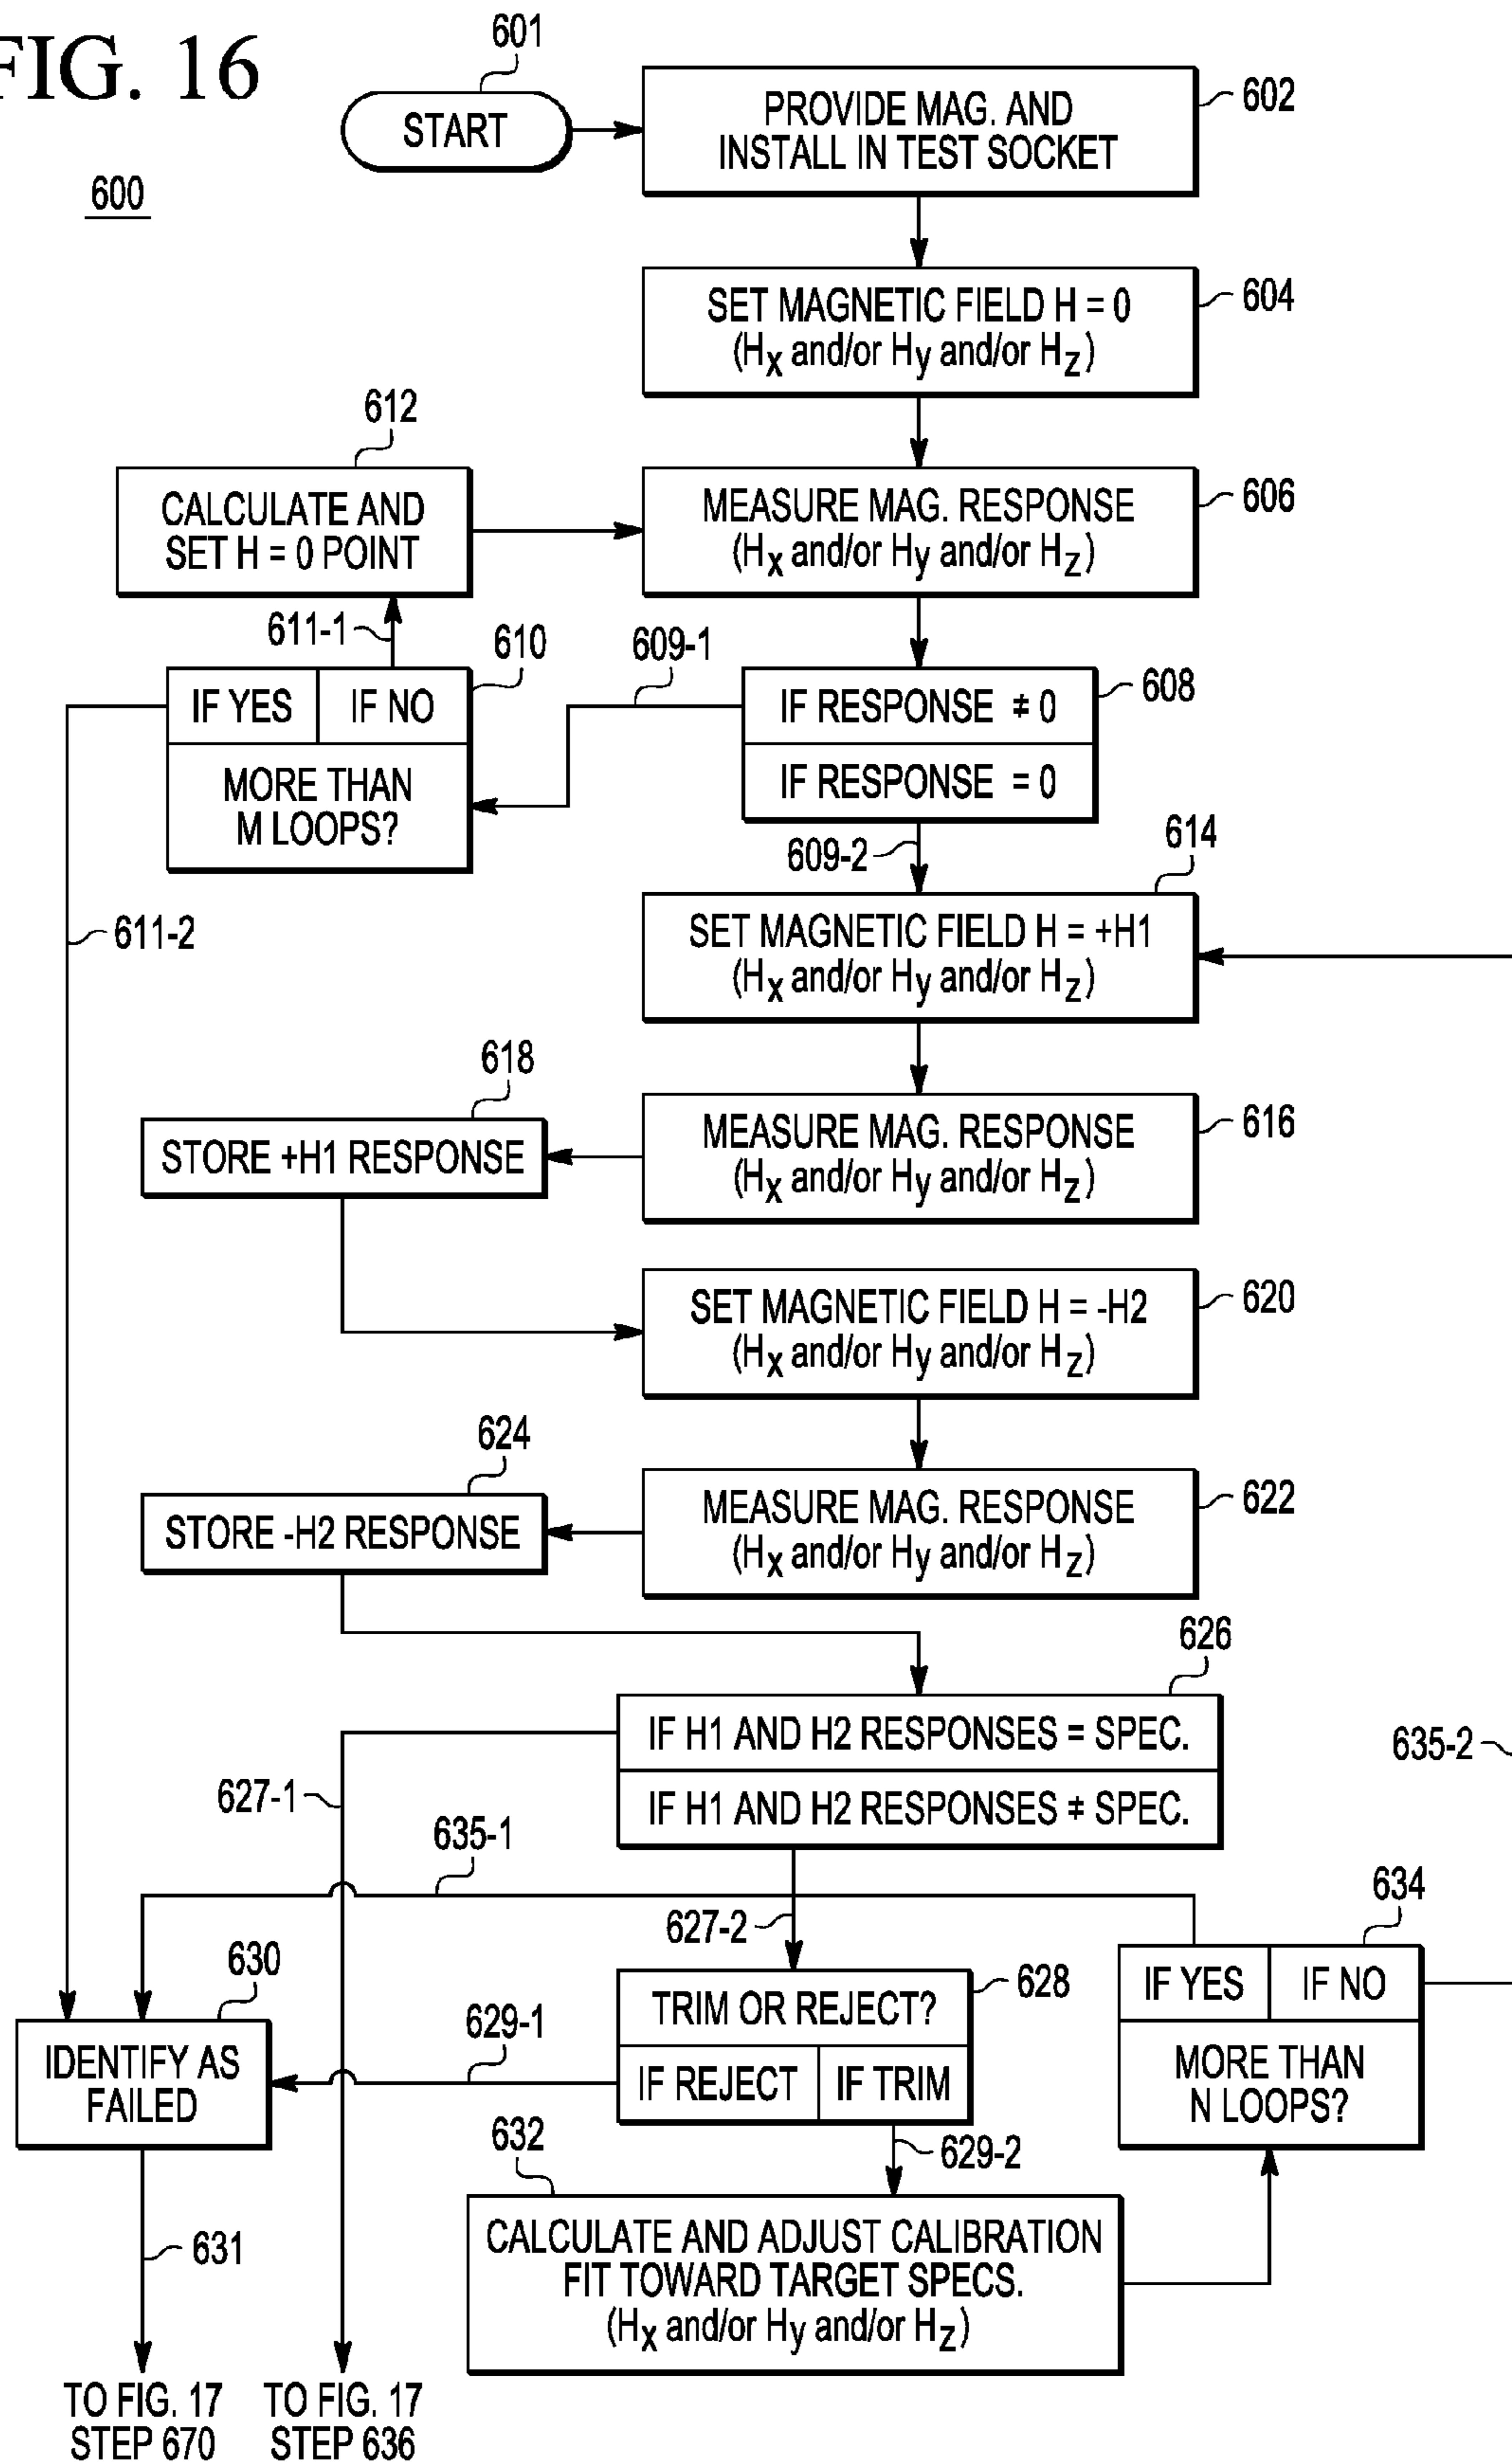 FIG. 16
600
601
START
PROVIDE MAG. AND
INSTALL IN TEST SOCKET
602
SET MAGNETIC FIELD H = 0
(Hx and/or Hy and/or Hz)
604
612
CALCULATE AND
SET H = 0 POINT
MEASURE MAG. RESPONSE
(Hx and/or Hy and/or Hz)
606
611-1
610
609-1
IF YES
IF NO
MORE THAN
M LOOPS?
IF RESPONSE ≠ 0
IF RESPONSE = 0
608
609-2
614
611-2
SET MAGNETIC FIELD H = +H1
(Hx and/or Hy and/or Hz)
618
STORE +H1 RESPONSE
MEASURE MAG. RESPONSE
(Hx and/or Hy and/or Hz)
616
SET MAGNETIC FIELD H = -H2
(Hx and/or Hy and/or Hz)
620
624
STORE -H2 RESPONSE
MEASURE MAG. RESPONSE
(Hx and/or Hy and/or Hz)
622
626
IF H1 AND H2 RESPONSES = SPEC.
IF H1 AND H2 RESPONSES ≠ SPEC.
635-2
627-1
635-1
627-2
634
IF YES
IF NO
MORE THAN
N LOOPS?
630
IDENTIFY AS
FAILED
629-1
TRIM OR REJECT?
IF REJECT
IF TRIM
628
632
629-2
631
CALCULATE AND ADJUST CALIBRATION
FIT TOWARD TARGET SPECS.
(Hx and/or Hy and/or Hz)
TO FIG. 17
STEP 670
TO FIG. 17
STEP 636